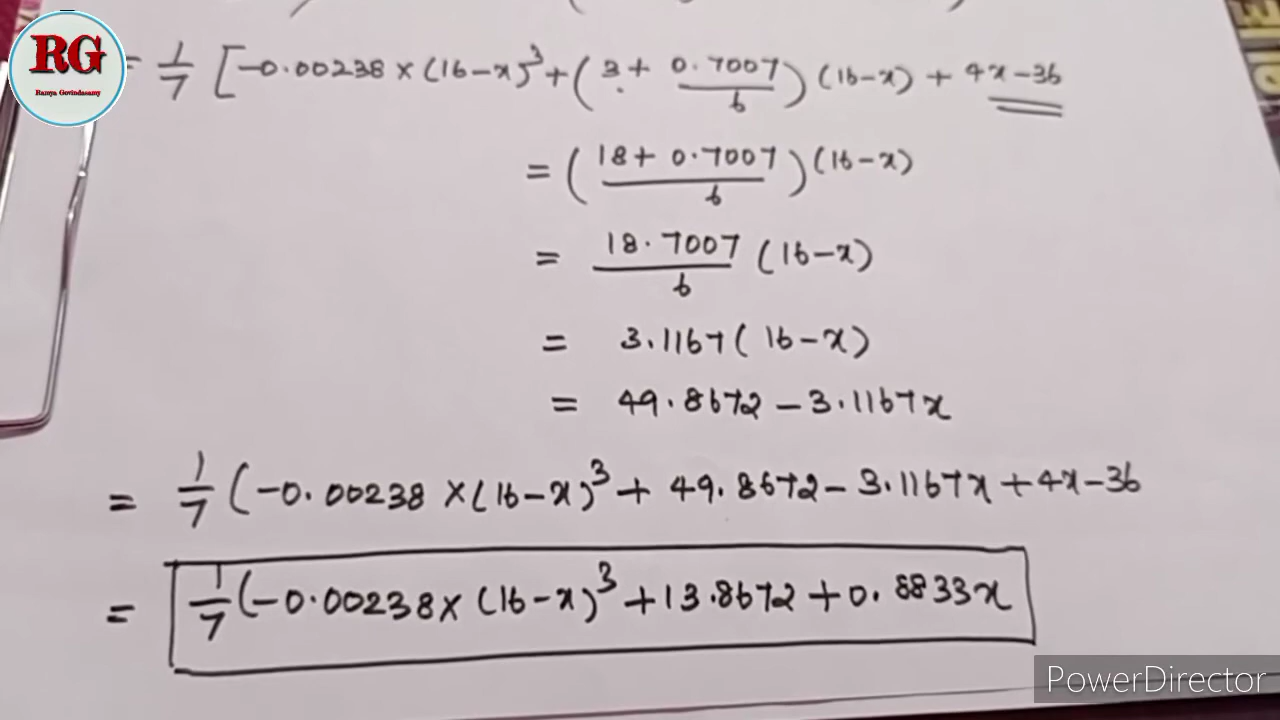 RG
Ramya Govindasamy
= 1/7 [-0.00238 × (16-x)³ + (3 + 0.7007/6) (16-x) + 4x-36
= (18 + 0.7007/6) (16-x)
= 18.7007/6 (16-x)
= 3.1167 (16-x)
= 49.8672 - 3.1167x
= 1/7 (-0.00238 × (16-x)³ + 49.8672 - 3.1167x + 4x-36
= 1/7 (-0.00238 × (16-x)³ + 13.8672 + 0.8833x
PowerDirector